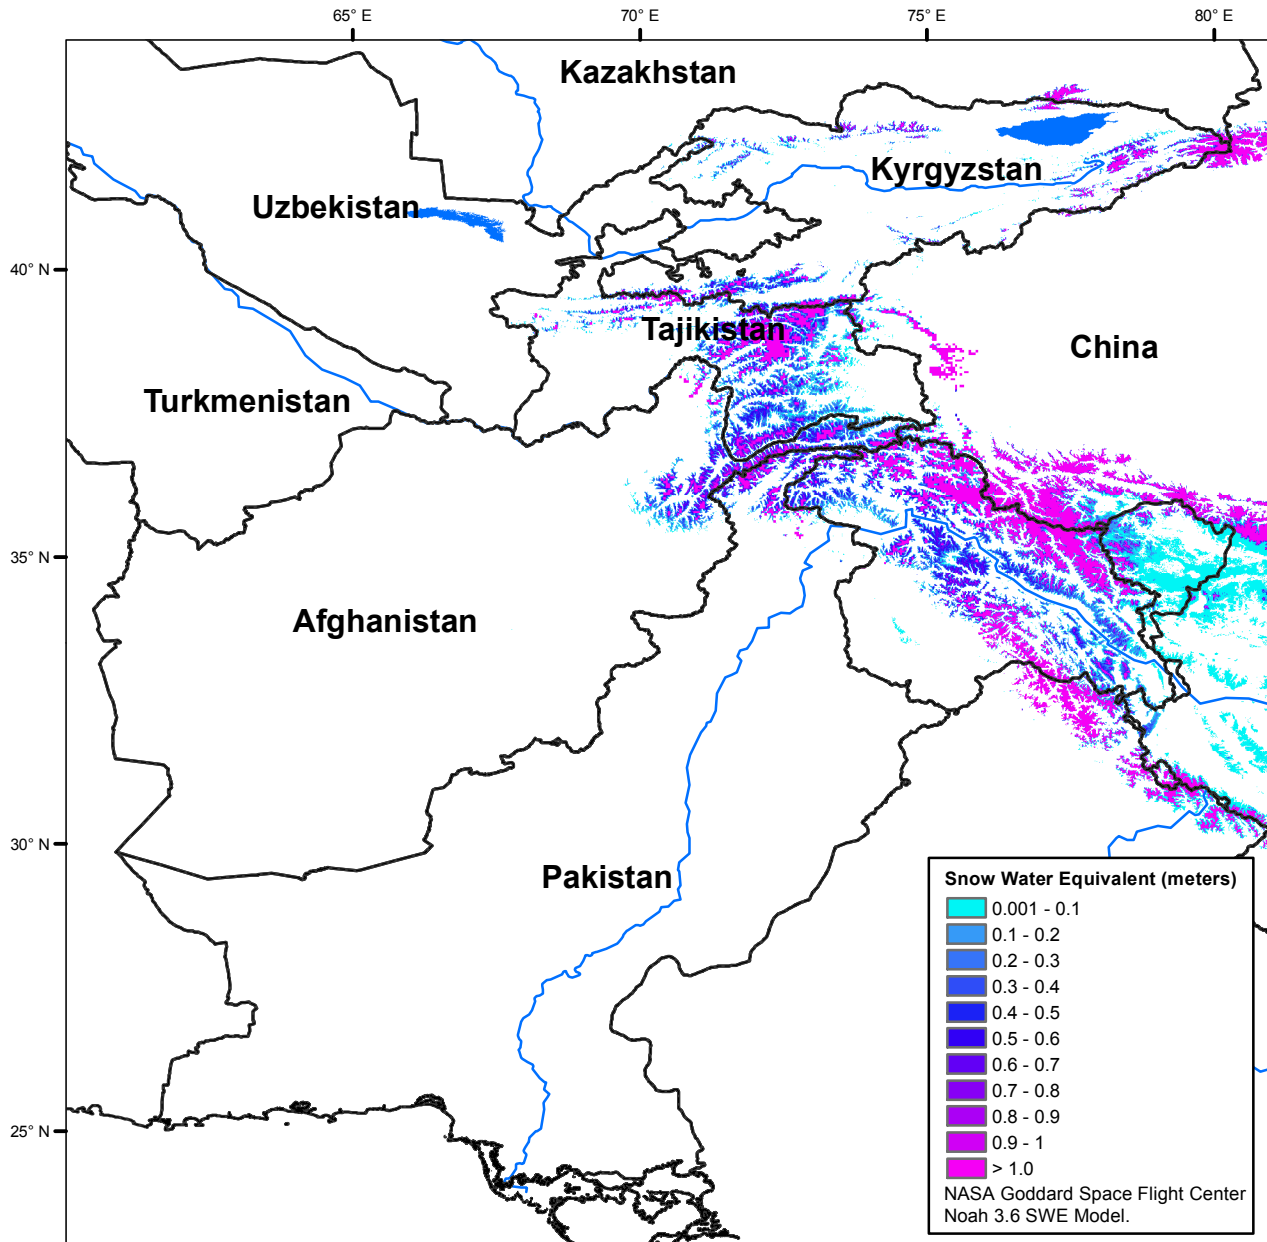 65° E
70° E
75° E
80° E
Kazakhstan
Kyrgyzstan
Uzbekistan
40° N
Tajikistan
China
Turkmenistan
35° N
Afghanistan
30° N
Pakistan
25° N
Snow Water Equivalent (meters)
0.001 - 0.1
0.1 - 0.2
0.2 - 0.3
0.3 - 0.4
0.4 - 0.5
0.5 - 0.6
0.6 - 0.7
0.7 - 0.8
0.8 - 0.9
0.9 - 1
> 1.0
NASA Goddard Space Flight Center
Noah 3.6 SWE Model.